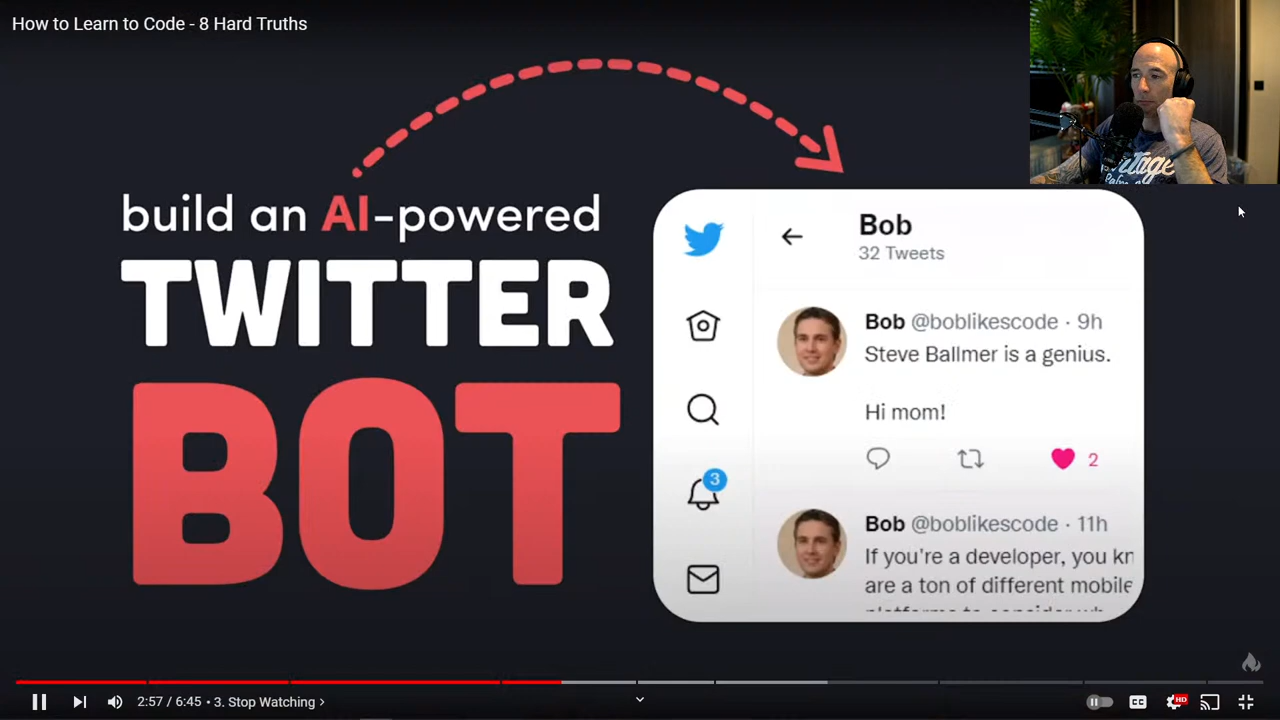 How to Learn to Code - 8 Hard Truths
build an AI-powered
TWITTER
BOT
Bob
32 Tweets
Bob @boblikescode · 9h
Steve Ballmer is a genius.
Hi mom!
2
3
Bob @boblikescode · 11h
If you're a developer, you kn
are a ton of different mobile
2:57 / 6:45 • 3. Stop Watching
CC
HD